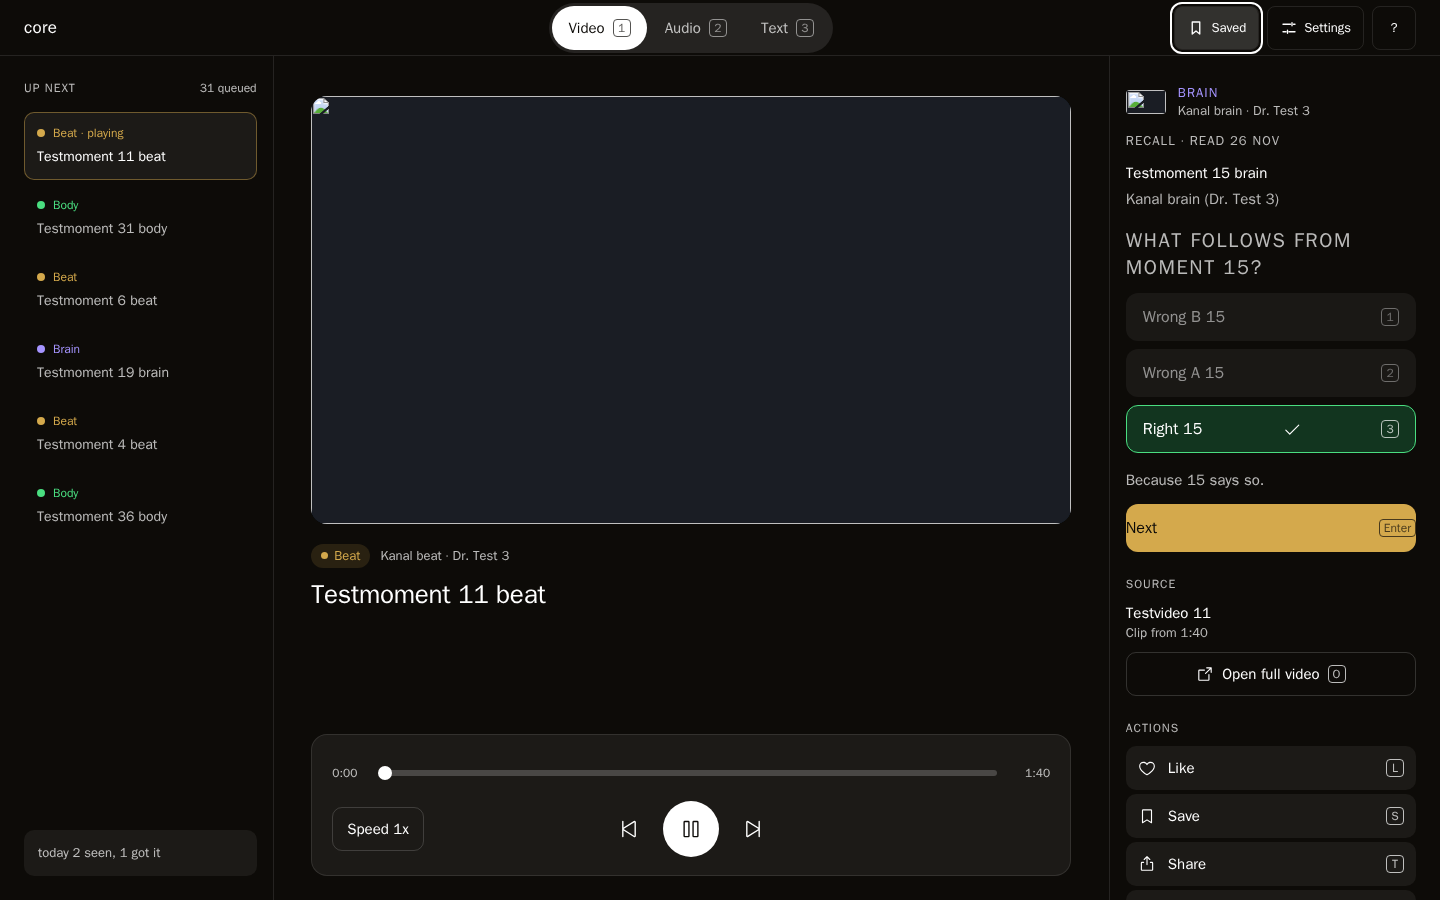 core
Video 1
Audio 2
Text 3
Saved
Settings
?
UP NEXT
31 queued
Beat · playing
Testmoment 11 beat
Body
Testmoment 31 body
Beat
Testmoment 6 beat
Brain
Testmoment 19 brain
Beat
Testmoment 4 beat
Body
Testmoment 36 body
today 2 seen, 1 got it
Beat
Kanal beat · Dr. Test 3
Testmoment 11 beat
0:00
1:40
Speed 1x
BRAIN
Kanal brain · Dr. Test 3
RECALL · READ 26 NOV
Testmoment 15 brain
Kanal brain (Dr. Test 3)
WHAT FOLLOWS FROM
MOMENT 15?
Wrong B 15 1
Wrong A 15 2
Right 15 3
Because 15 says so.
Next Enter
SOURCE
Testvideo 11
Clip from 1:40
Open full video O
ACTIONS
Like L
Save S
Share T